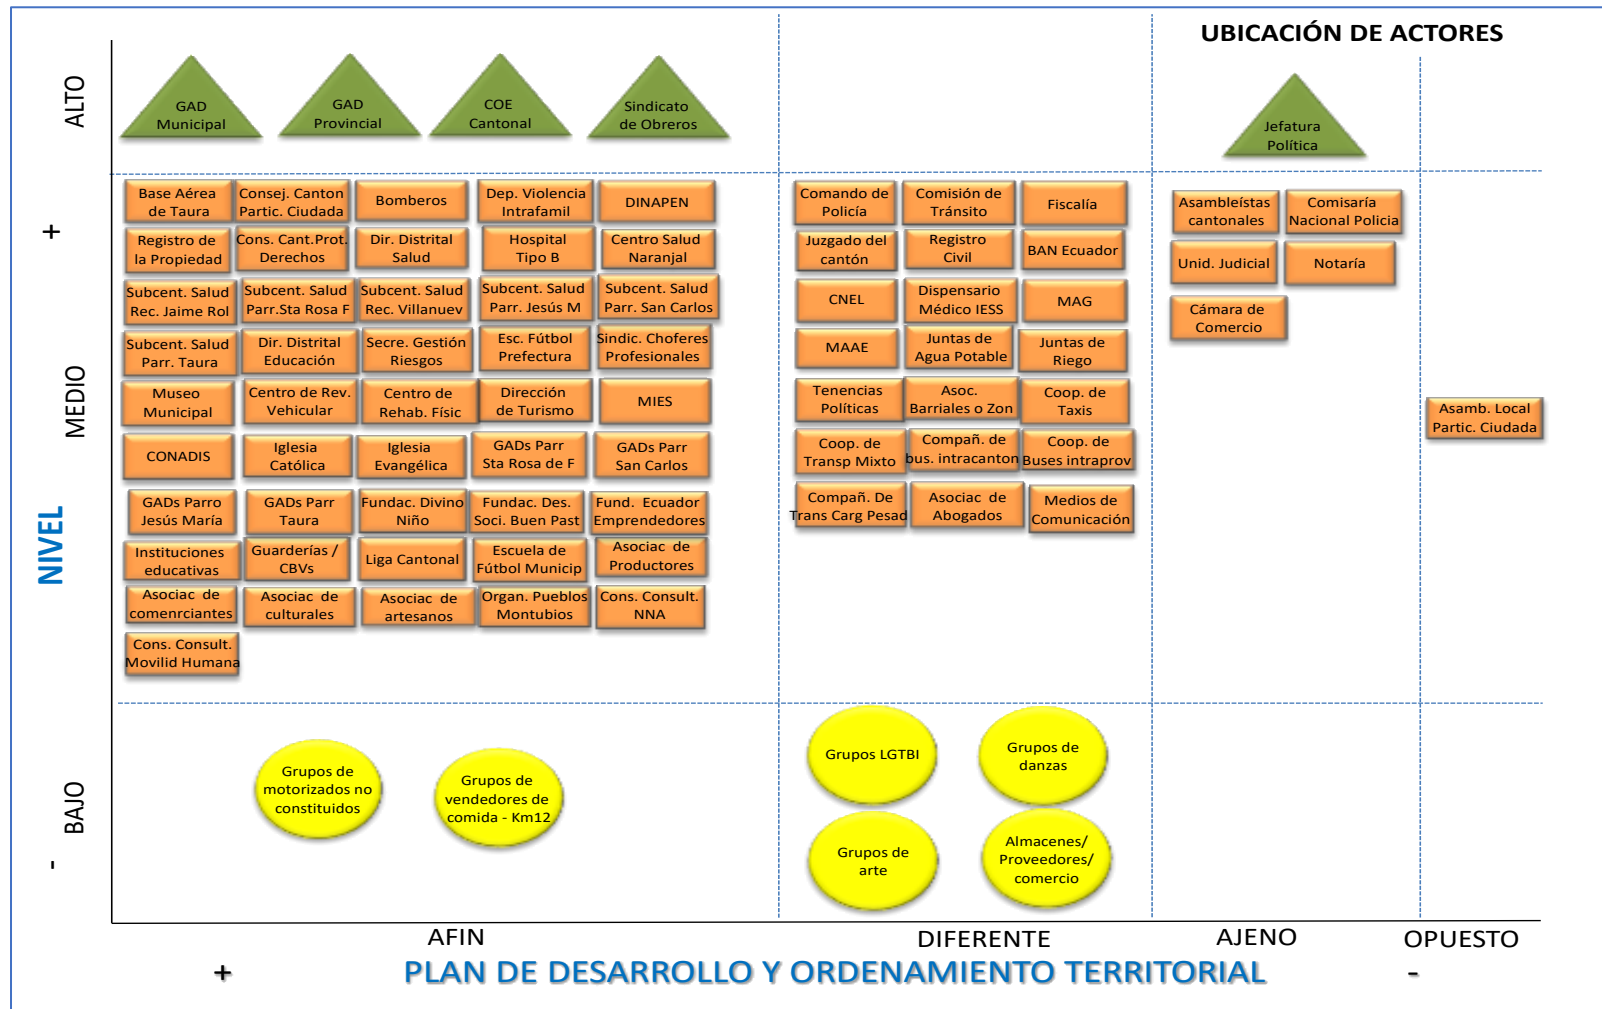 UBICACIÓN DE ACTORES
ALTO
GAD
Municipal
GAD
Provincial
COE
Cantonal
Sindicato
de Obreros
Jefatura
Política
+
MEDIO
NIVEL
Base Aérea
de Taura
Consej. Canton
Partic. Ciudada
Bomberos
Dep. Violencia
Intrafamil
DINAPEN
Registro de
la Propiedad
Cons. Cant.Prot.
Derechos
Dir. Distrital
Salud
Hospital
Tipo B
Centro Salud
Naranjal
Subcent. Salud
Rec. Jaime Rol
Subcent. Salud
Parr.Sta Rosa F
Subcent. Salud
Rec. Villanuev
Subcent. Salud
Parr. Jesús M
Subcent. Salud
Parr. San Carlos
Subcent. Salud
Parr. Taura
Dir. Distrital
Educación
Secre. Gestión
Riesgos
Esc. Fútbol
Prefectura
Sindic. Choferes
Profesionales
Museo
Municipal
Centro de Rev.
Vehicular
Centro de
Rehab. Físic
Dirección
de Turismo
MIES
CONADIS
Iglesia
Católica
Iglesia
Evangélica
GADs Parr
Sta Rosa de F
GADs Parr
San Carlos
GADs Parro
Jesús María
GADs Parr
Taura
Fundac. Divino
Niño
Fundac. Des.
Soci. Buen Past
Fund. Ecuador
Emprendedores
Instituciones
educativas
Guarderías /
CBVs
Liga Cantonal
Escuela de
Fútbol Municip
Asociac de
Productores
Asociac de
comenrciantes
Asociac de
culturales
Asociac de
artesanos
Organ. Pueblos
Montubios
Cons. Consult.
NNA
Cons. Consult.
Movilid Humana
Comando de
Policía
Comisión de
Tránsito
Fiscalía
Juzgado del
cantón
Registro
Civil
BAN Ecuador
CNEL
Dispensario
Médico IESS
MAG
MAAE
Juntas de
Agua Potable
Juntas de
Riego
Tenencias
Políticas
Asoc.
Barriales o Zon
Coop. de
Taxis
Coop. de
Transp Mixto
Compañ. de
bus. intracanton
Coop. de
Buses intraprov
Compañ. De
Trans Carg Pesad
Asociac de
Abogados
Medios de
Comunicación
Asambleístas
cantonales
Comisaría
Nacional Policia
Unid. Judicial
Notaría
Cámara de
Comercio
Asamb. Local
Partic. Ciudada
BAJO
-
Grupos de
motorizados no
constituidos
Grupos de
vendedores de
comida - Km12
Grupos LGTBI
Grupos de
danzas
Grupos de
arte
Almacenes/
Proveedores/
comercio
AFIN
DIFERENTE
AJENO
OPUESTO
+ PLAN DE DESARROLLO Y ORDENAMIENTO TERRITORIAL -